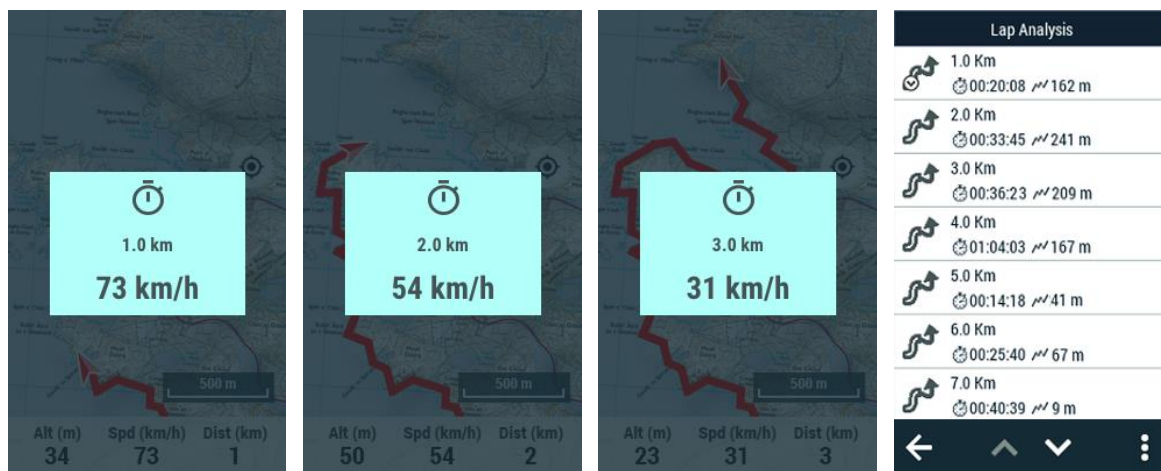 1.0 km
73 km/h
500 m
Alt (m) Spd (km/h) Dist (km)
34 73 1
2.0 km
54 km/h
500 m
Alt (m) Spd (km/h) Dist (km)
50 54 2
3.0 km
31 km/h
500 m
Alt (m) Spd (km/h) Dist (km)
23 31 3
Lap Analysis
1.0 Km
00:20:08 162 m
2.0 Km
00:33:45 241 m
3.0 Km
00:36:23 209 m
4.0 Km
01:04:03 167 m
5.0 Km
00:14:18 41 m
6.0 Km
00:25:40 67 m
7.0 Km
00:40:39 9 m